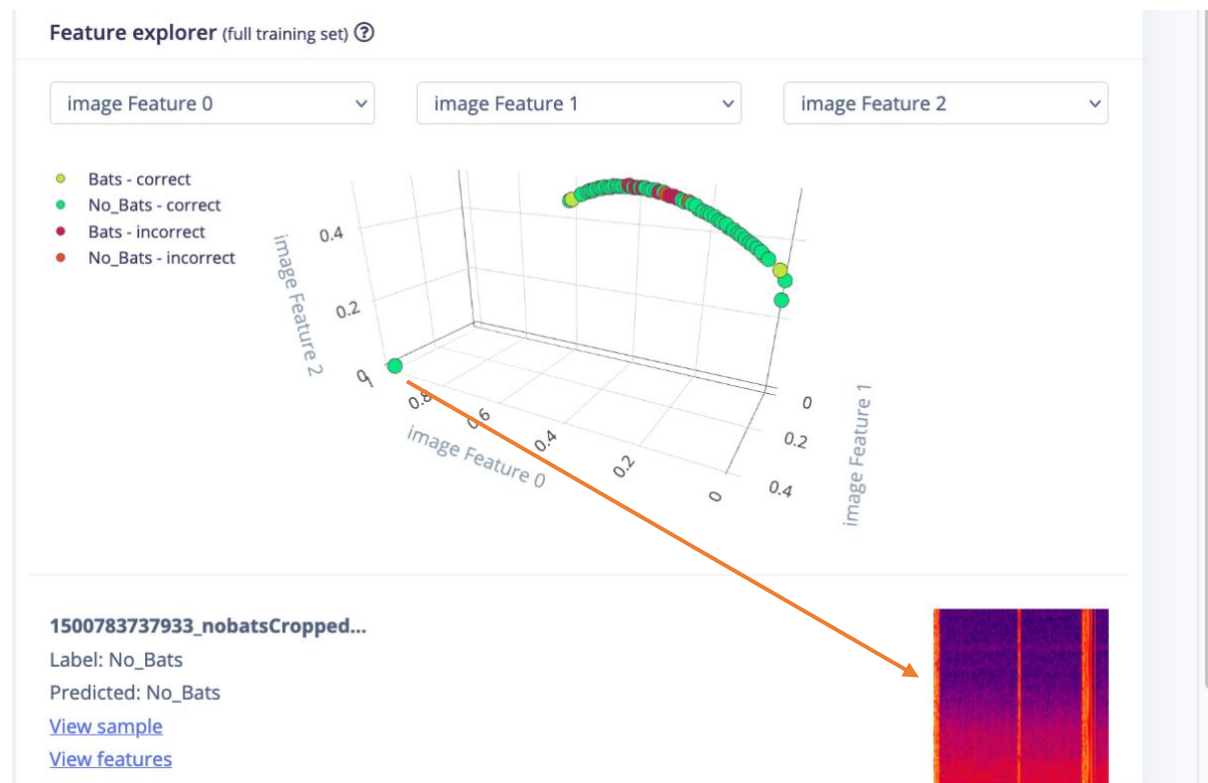 Feature explorer (full training set) ?
image Feature 0 image Feature 1 image Feature 2
Bats - correct
No_Bats - correct
Bats - incorrect
No_Bats - incorrect
image Feature 2
0.4
0.2
0
1
0.8
0.6
0.4
0.2
0
image Feature 0
0
0.2
0.4
image Feature 1
1500783737933_nobatsCropped...
Label: No_Bats
Predicted: No_Bats
View sample
View features